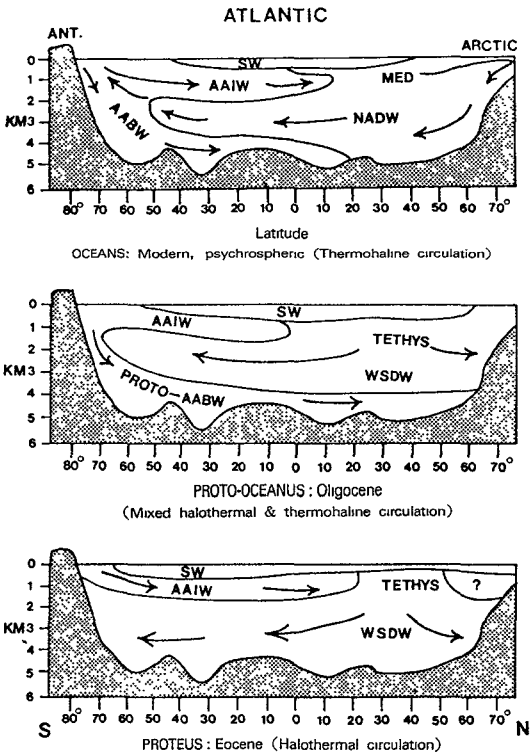 ATLANTIC
ANT.
ARCTIC
SW
MED
AAIW
AABW
NADW
0
1
2
KM3
4
5
6
80° 70 60 50 40 30 20 10 0 10 20 30 40 50 60 70°
Latitude
OCEANS: Modern, psychrospheric (Thermohaline circulation)
SW
AAIW
TETHYS
WSDW
PROTO-AABW
0
1
2
KM3
4
5
6
80° 70 60 50 40 30 20 10 0 10 20 30 40 50 60 70°
PROTO-OCEANUS : Oligocene
(Mixed halothermal & thermohaline circulation)
SW
AAIW
TETHYS
?
WSDW
0
1
2
KM3
4
5
6
80° 70 60 50 40 30 20 10 0 10 20 30 40 50 60 70°
S
N
PROTEUS : Eocene (Halothermal circulation)